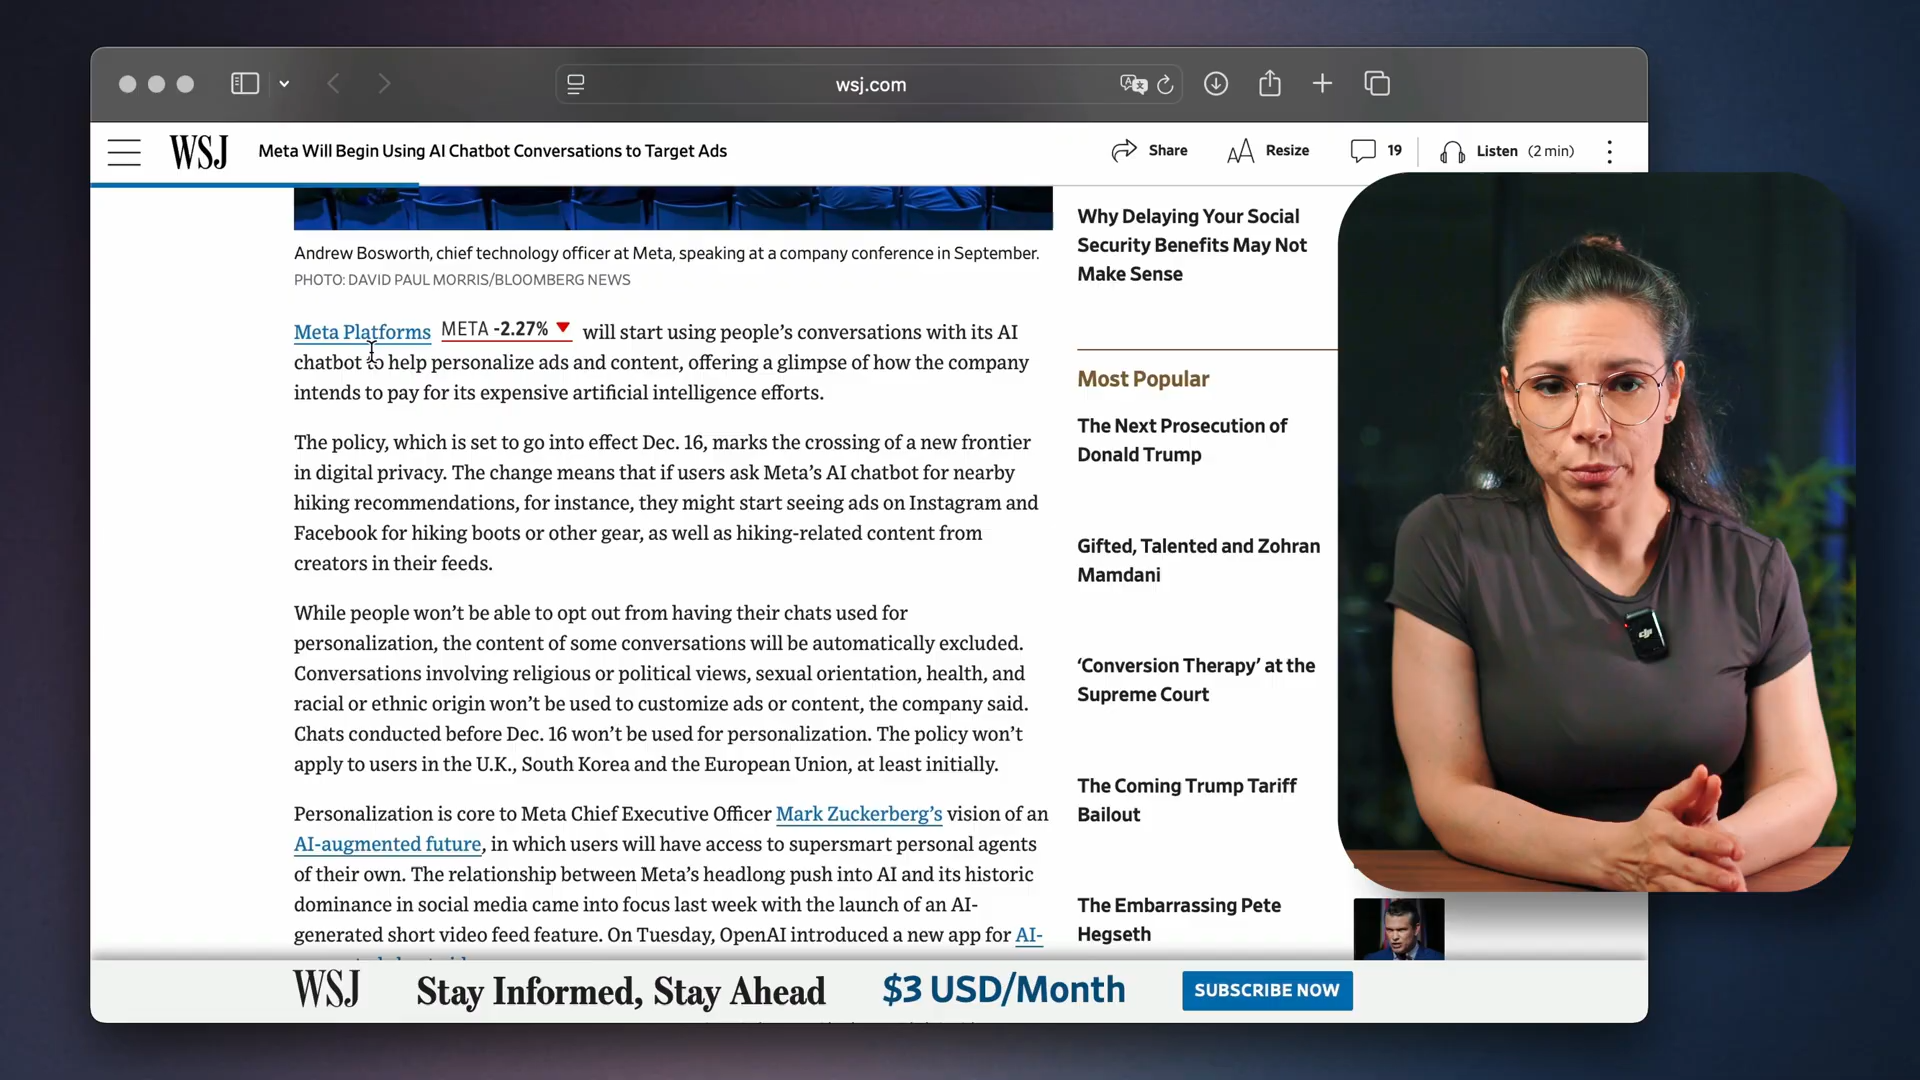 wsj.com
WSJ
Meta Will Begin Using AI Chatbot Conversations to Target Ads
Share
Resize
19
Listen (2 min)
Andrew Bosworth, chief technology officer at Meta, speaking at a company conference in September.
PHOTO: DAVID PAUL MORRIS/BLOOMBERG NEWS
Meta Platforms META -2.27% will start using people’s conversations with its AI
chatbot to help personalize ads and content, offering a glimpse of how the company
intends to pay for its expensive artificial intelligence efforts.
The policy, which is set to go into effect Dec. 16, marks the crossing of a new frontier
in digital privacy. The change means that if users ask Meta’s AI chatbot for nearby
hiking recommendations, for instance, they might start seeing ads on Instagram and
Facebook for hiking boots or other gear, as well as hiking-related content from
creators in their feeds.
While people won’t be able to opt out from having their chats used for
personalization, the content of some conversations will be automatically excluded.
Conversations involving religious or political views, sexual orientation, health, and
racial or ethnic origin won’t be used to customize ads or content, the company said.
Chats conducted before Dec. 16 won’t be used for personalization. The policy won’t
apply to users in the U.K., South Korea and the European Union, at least initially.
Personalization is core to Meta Chief Executive Officer Mark Zuckerberg’s vision of an
AI-augmented future, in which users will have access to supersmart personal agents
of their own. The relationship between Meta’s headlong push into AI and its historic
dominance in social media came into focus last week with the launch of an AI-
generated short video feed feature. On Tuesday, OpenAI introduced a new app for AI-
Why Delaying Your Social
Security Benefits May Not
Make Sense
Most Popular
The Next Prosecution of
Donald Trump
Gifted, Talented and Zohran
Mamdani
‘Conversion Therapy’ at the
Supreme Court
The Coming Trump Tariff
Bailout
The Embarrassing Pete
Hegseth
WSJ
Stay Informed, Stay Ahead
$3 USD/Month
SUBSCRIBE NOW